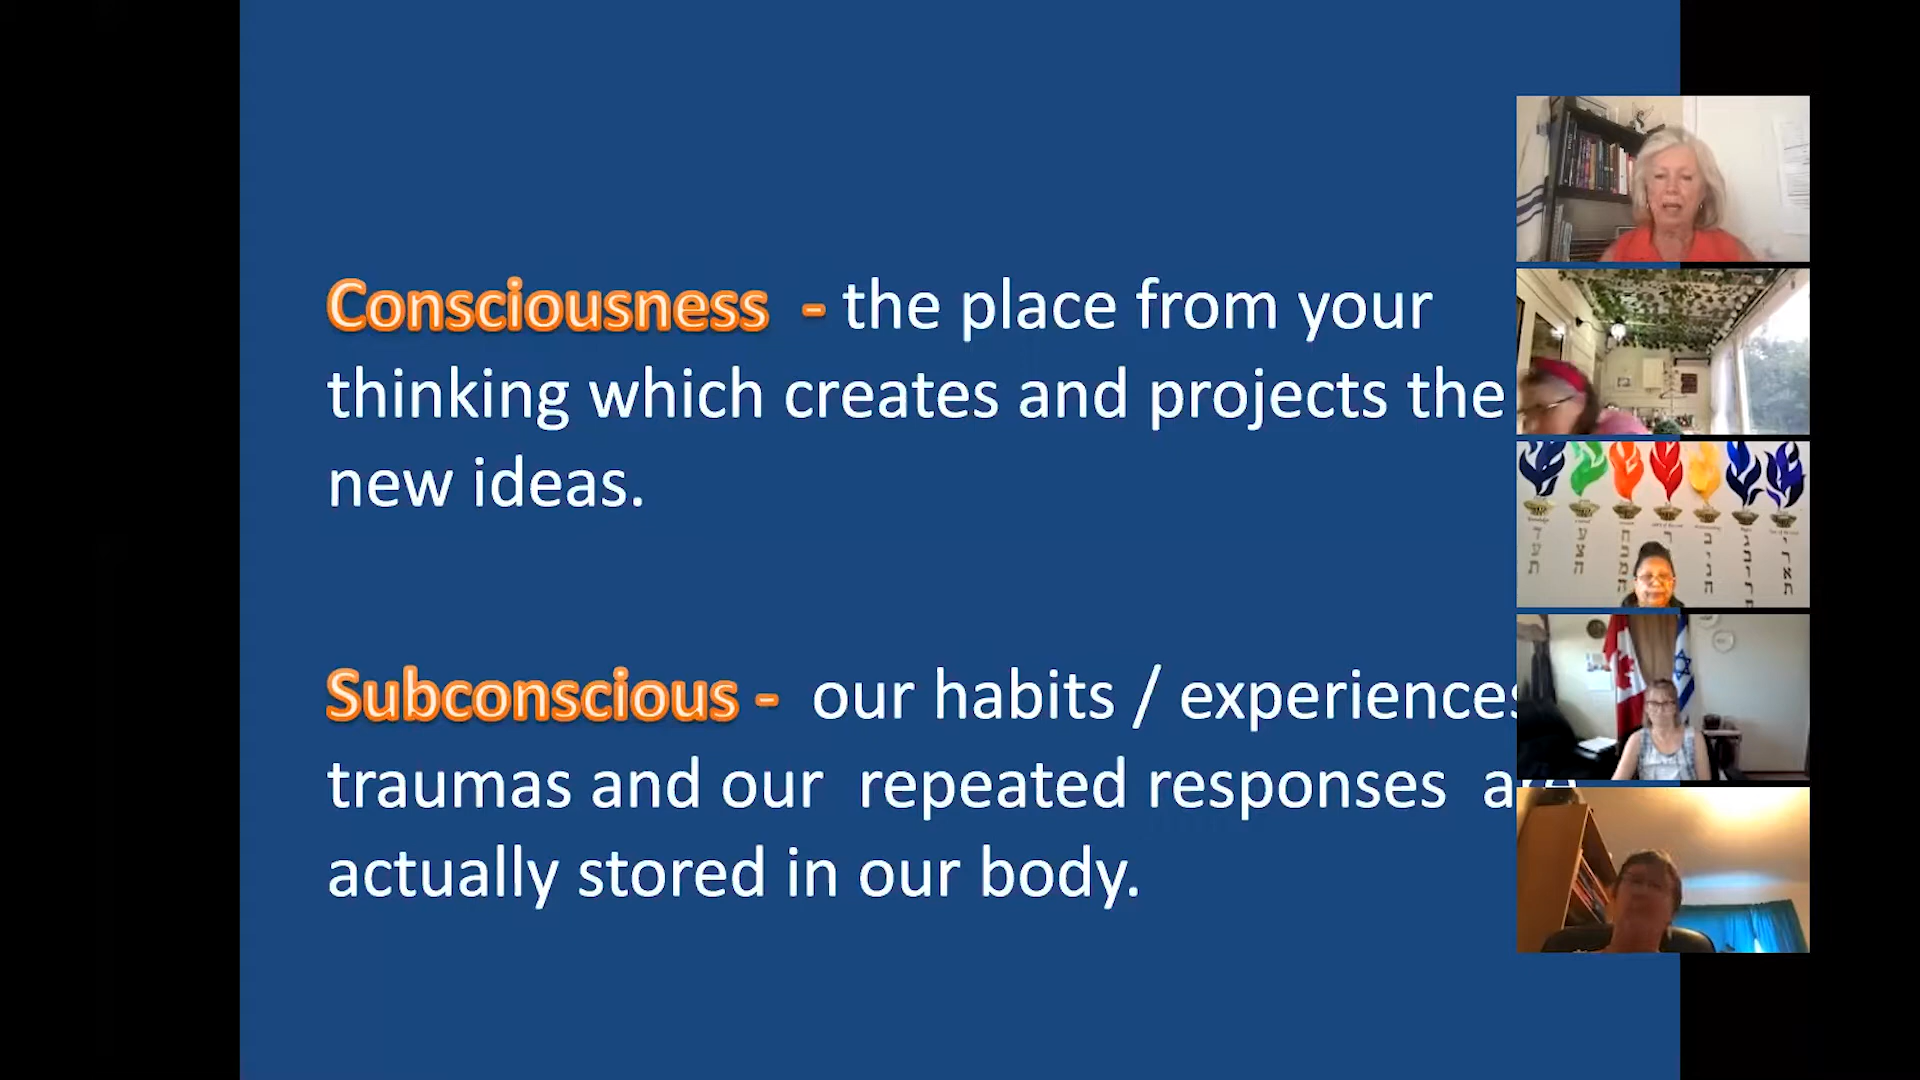 Consciousness - the place from your
thinking which creates and projects the
new ideas.
Subconscious - our habits / experiences
traumas and our repeated responses are
actually stored in our body.